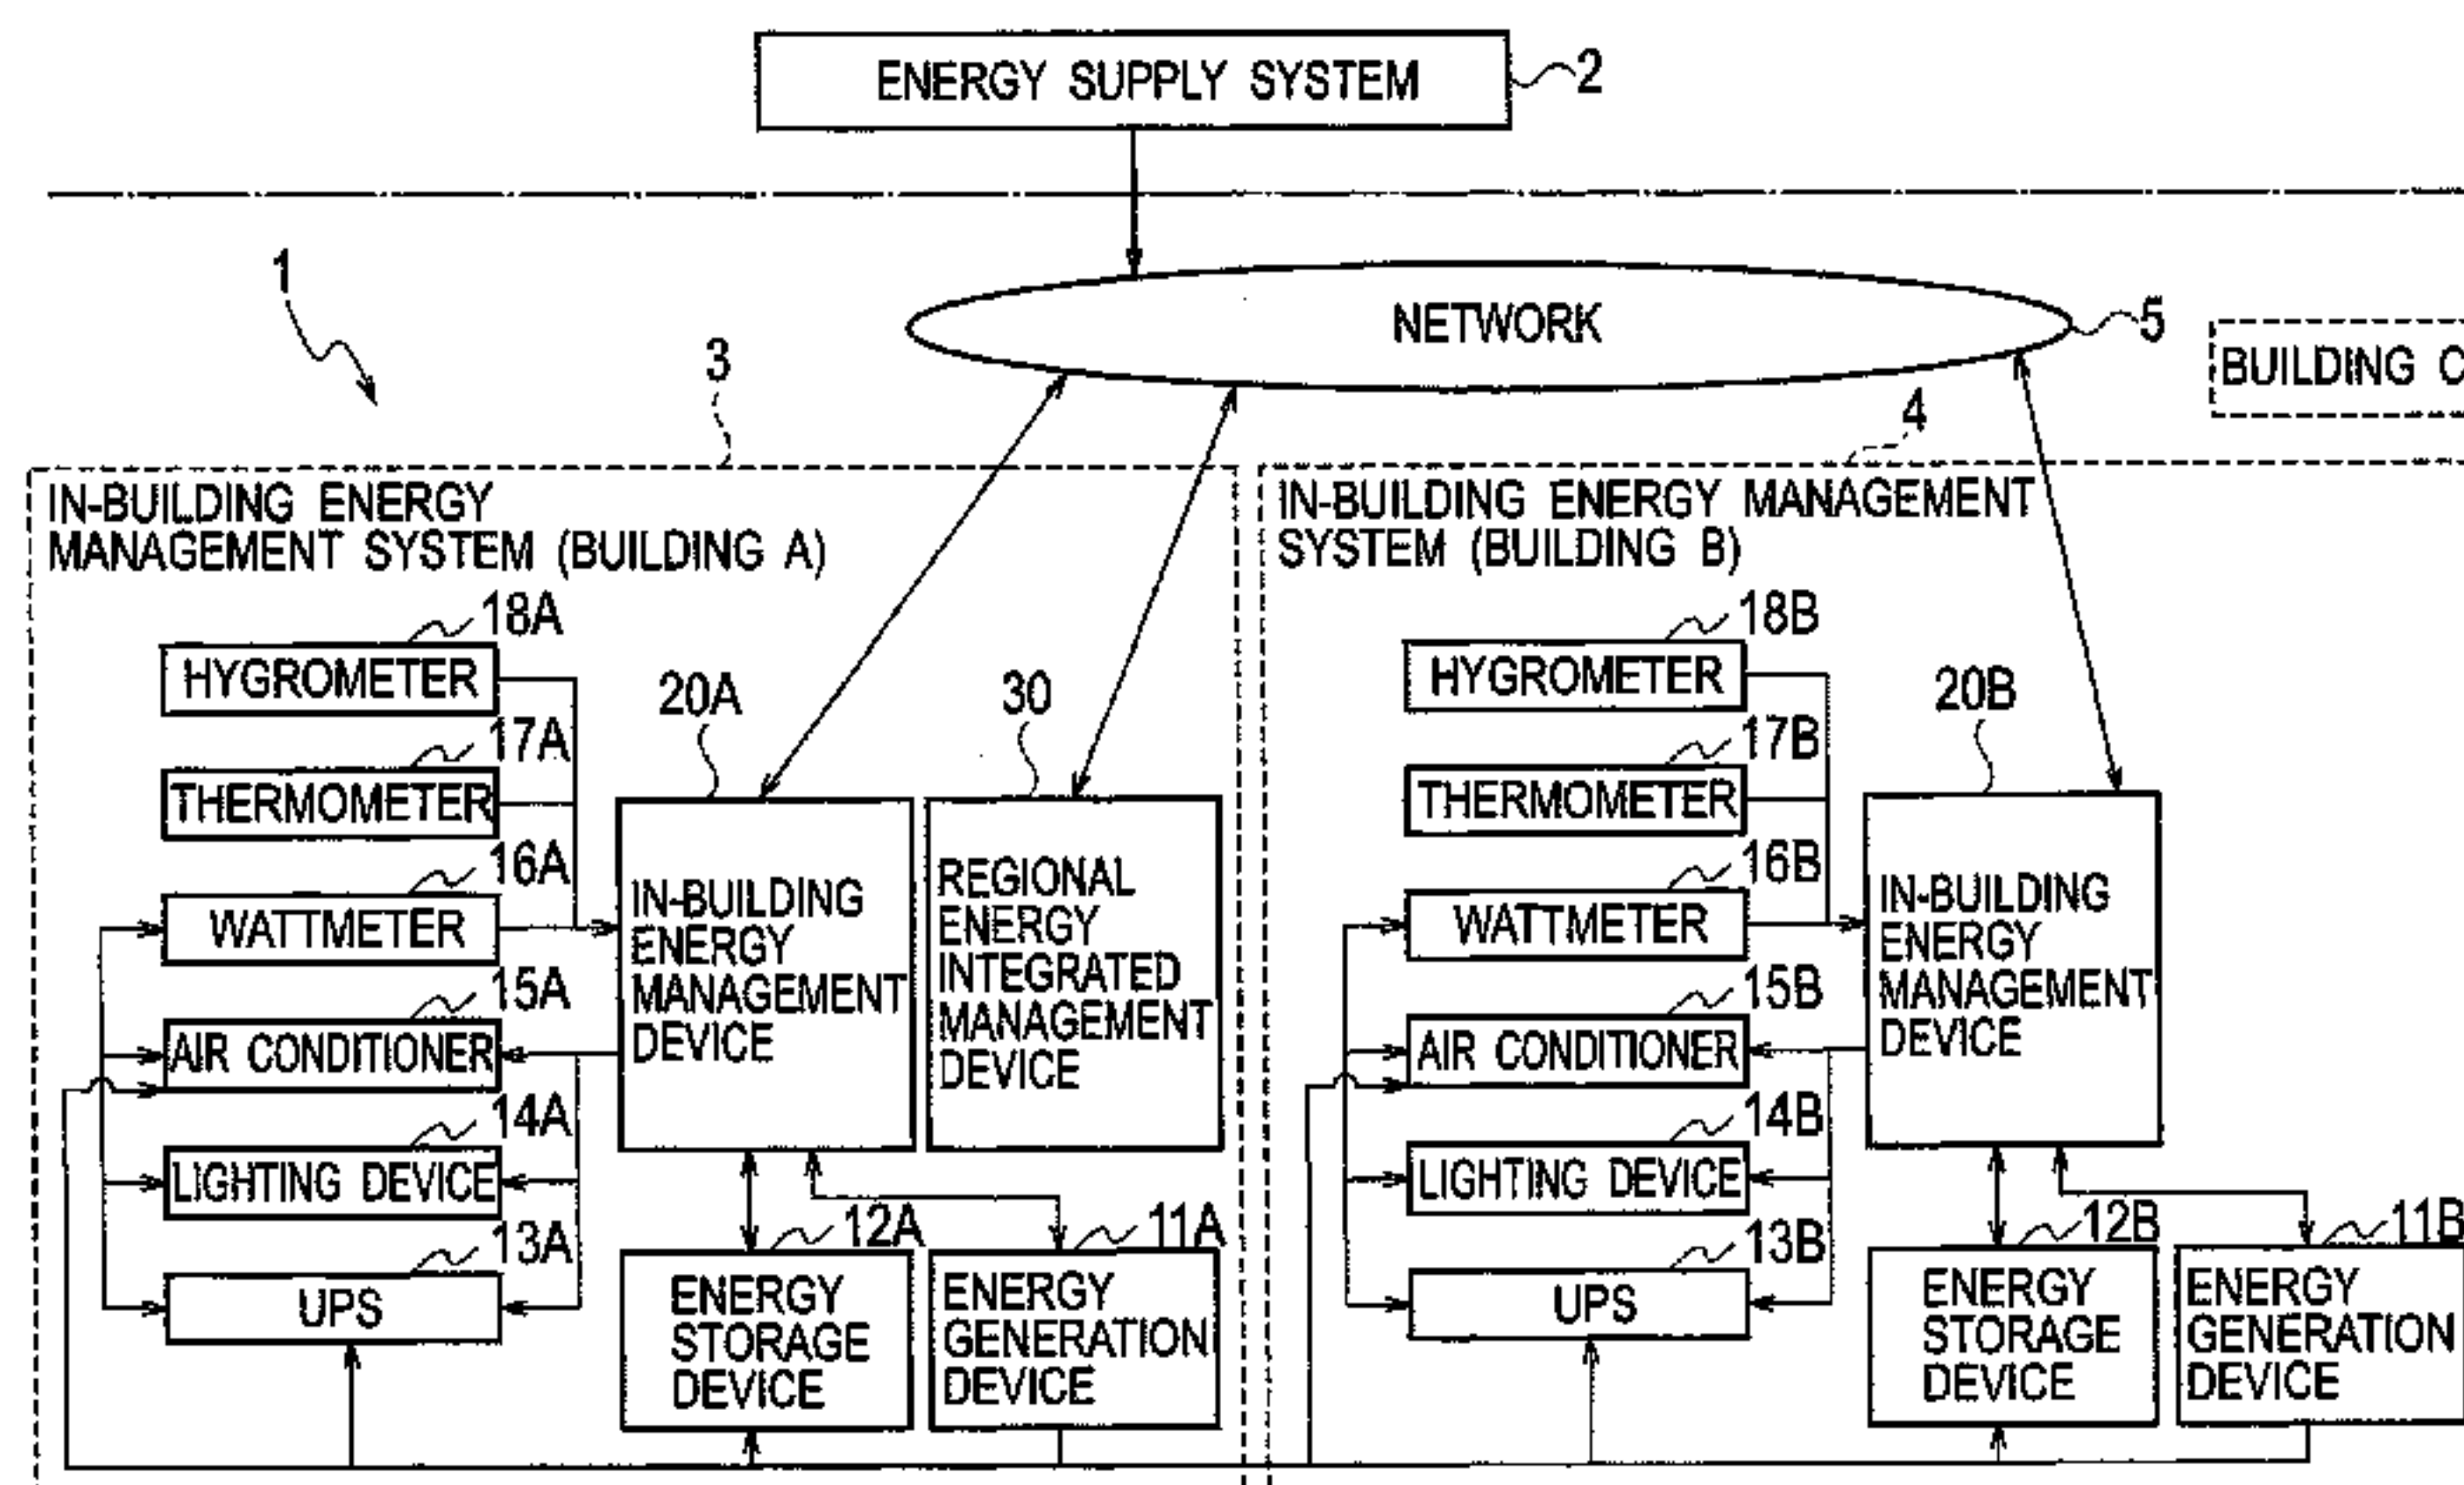 ENERGY SUPPLY SYSTEM
2
1
NETWORK
5
3
BUILDING C
4
IN-BUILDING ENERGY
MANAGEMENT SYSTEM (BUILDING A)
18A
HYGROMETER
17A
THERMOMETER
16A
WATTMETER
15A
AIR CONDITIONER
14A
LIGHTING DEVICE
13A
UPS
20A
IN-BUILDING
ENERGY
MANAGEMENT
DEVICE
30
REGIONAL
ENERGY
INTEGRATED
MANAGEMENT
DEVICE
12A
ENERGY
STORAGE
DEVICE
11A
ENERGY
GENERATION
DEVICE
IN-BUILDING ENERGY MANAGEMENT
SYSTEM (BUILDING B)
18B
HYGROMETER
17B
THERMOMETER
16B
WATTMETER
15B
AIR CONDITIONER
14B
LIGHTING DEVICE
13B
UPS
20B
IN-BUILDING
ENERGY
MANAGEMENT
DEVICE
12B
ENERGY
STORAGE
DEVICE
11B
ENERGY
GENERATION
DEVICE